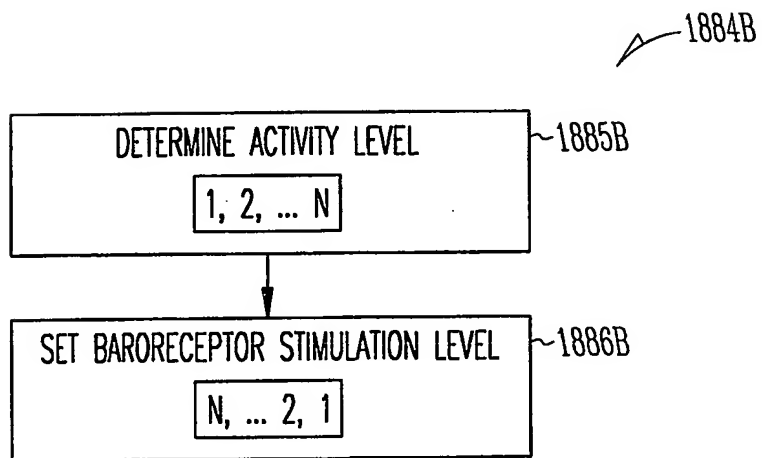 1884B
DETERMINE ACTIVITY LEVEL
1885B
1, 2, ... N
SET BARORECEPTOR STIMULATION LEVEL
1886B
N, ... 2, 1